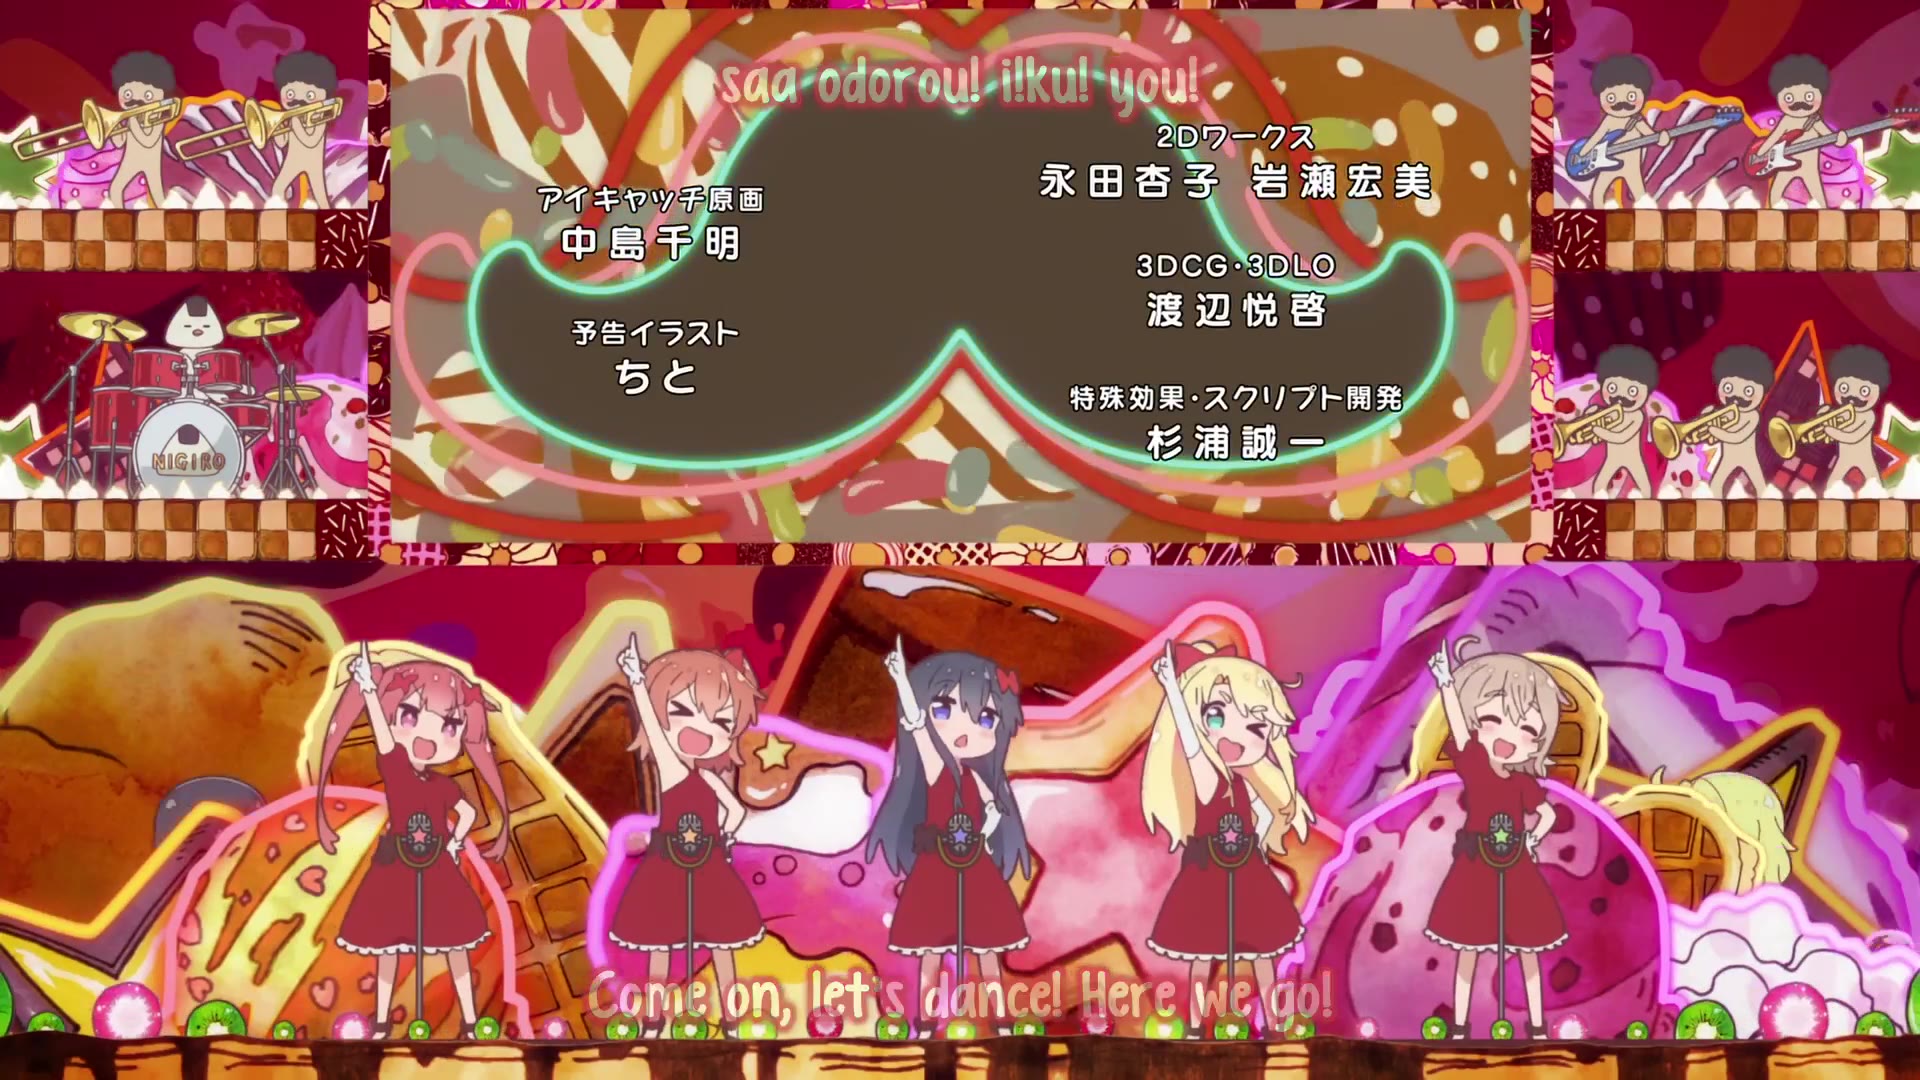 saa odorou! i!ku! you!
アイキャッチ原画
中島千明
予告イラスト
ちと
2Dワークス
永田杏子 岩瀬宏美
3DCG・3DLO
渡辺悦啓
特殊効果・スクリプト開発
杉浦誠一
NIGIRO
Come on, let's dance! Here we go!